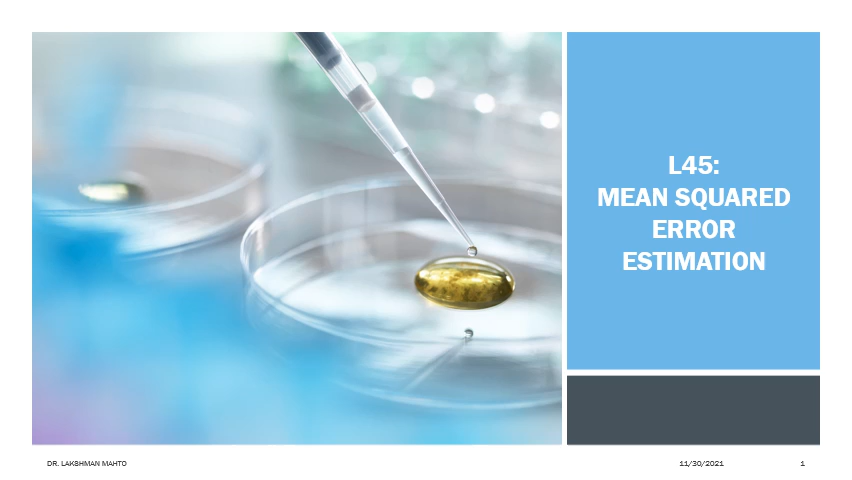 L45:
MEAN SQUARED
ERROR
ESTIMATION
DR. LAKSHMAN MAHTO
11/30/2021
1